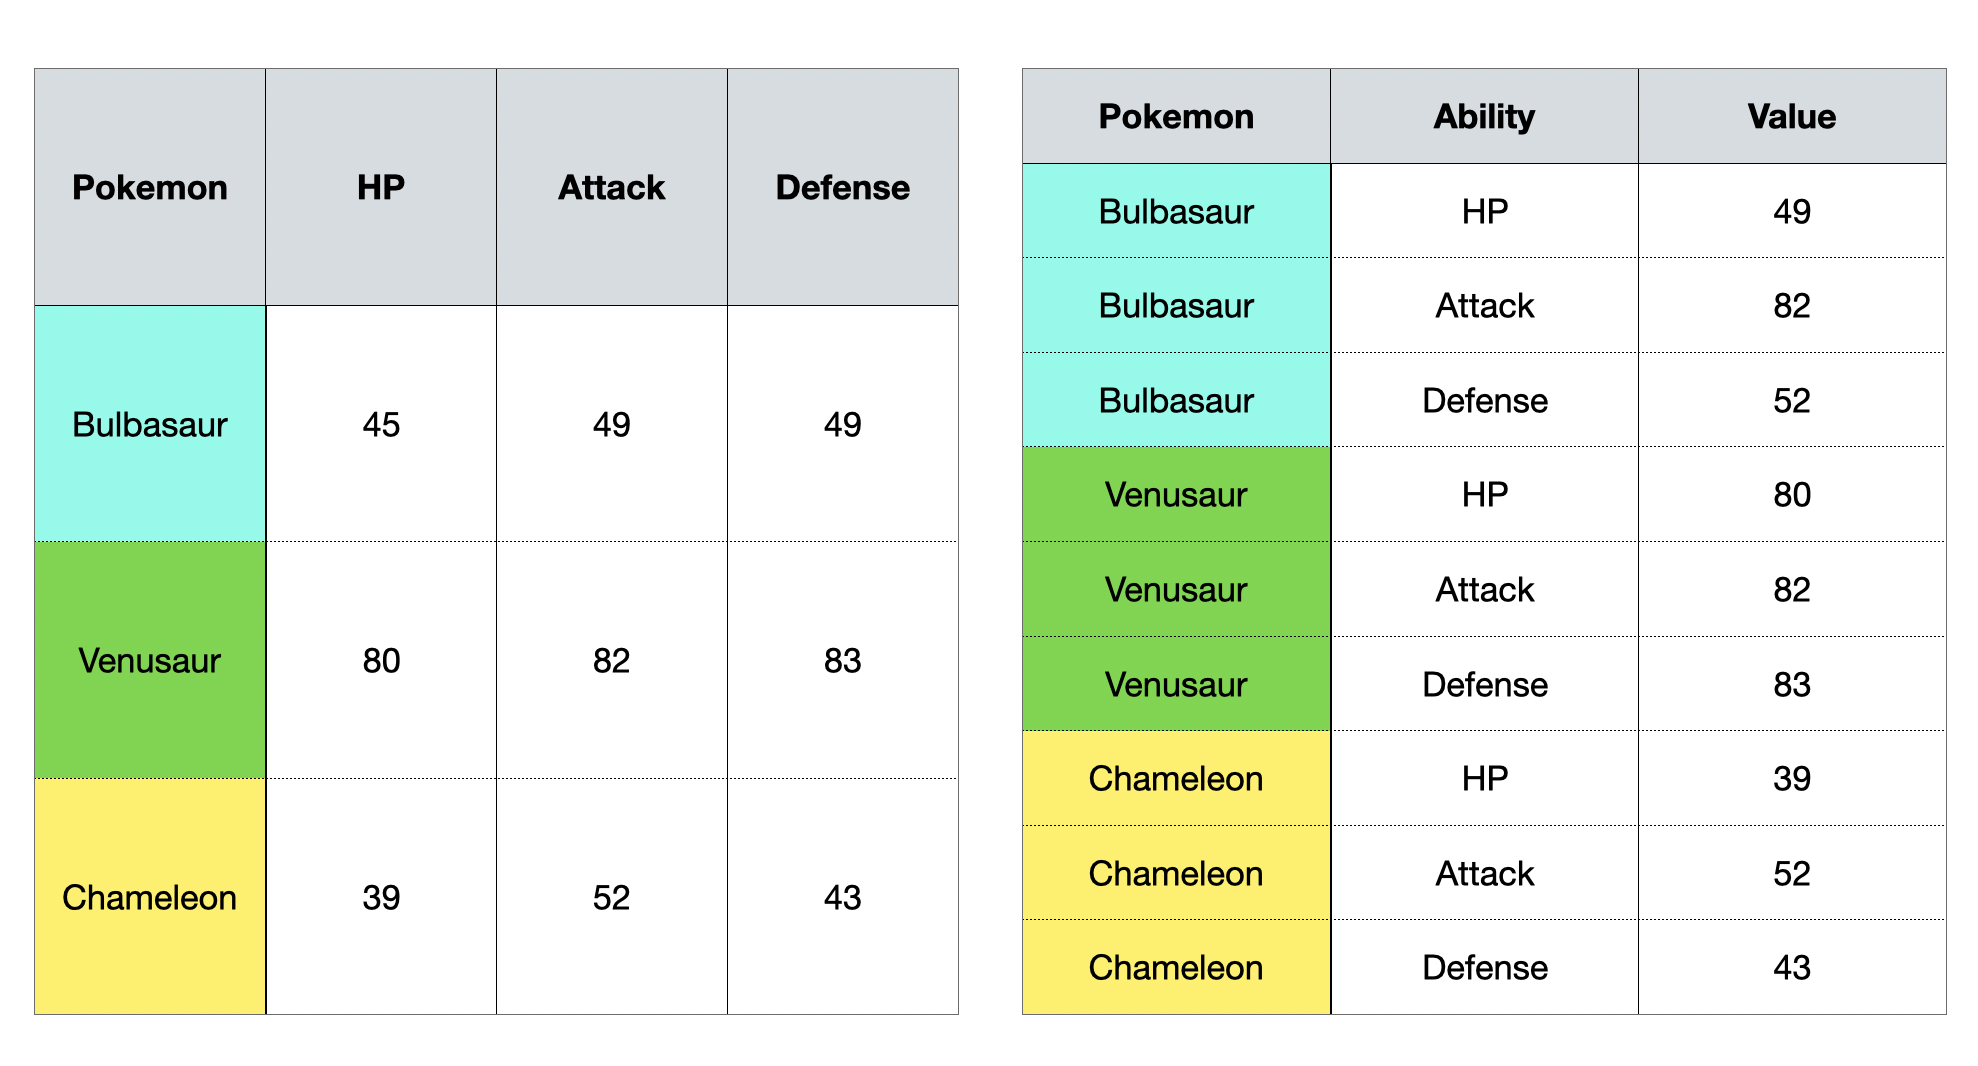 Pokemon HP Attack Defense
Bulbasaur 45 49 49
Venusaur 80 82 83
Chameleon 39 52 43
Pokemon Ability Value
Bulbasaur HP 49
Bulbasaur Attack 82
Bulbasaur Defense 52
Venusaur HP 80
Venusaur Attack 82
Venusaur Defense 83
Chameleon HP 39
Chameleon Attack 52
Chameleon Defense 43